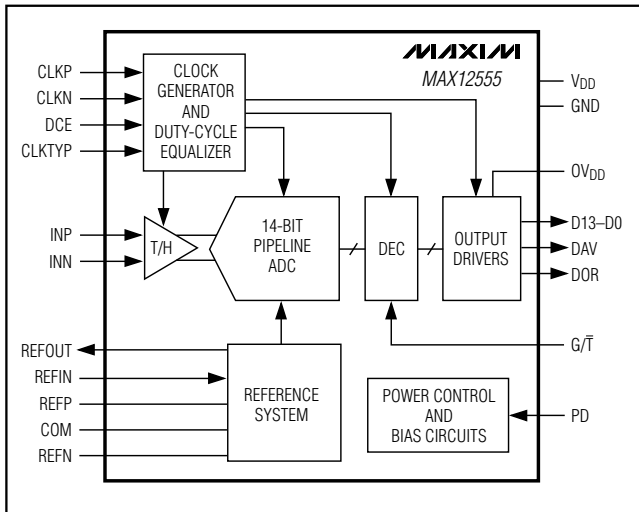 MAXIM
MAX12555
CLKP
CLKN
DCE
CLKTYP
CLOCK
GENERATOR
AND
DUTY-CYCLE
EQUALIZER
VDD
GND
OVDD
INP
INN
T/H
14-BIT
PIPELINE
ADC
DEC
OUTPUT
DRIVERS
D13–D0
DAV
DOR
G/T̅
REFOUT
REFIN
REFP
COM
REFN
REFERENCE
SYSTEM
POWER CONTROL
AND
BIAS CIRCUITS
PD